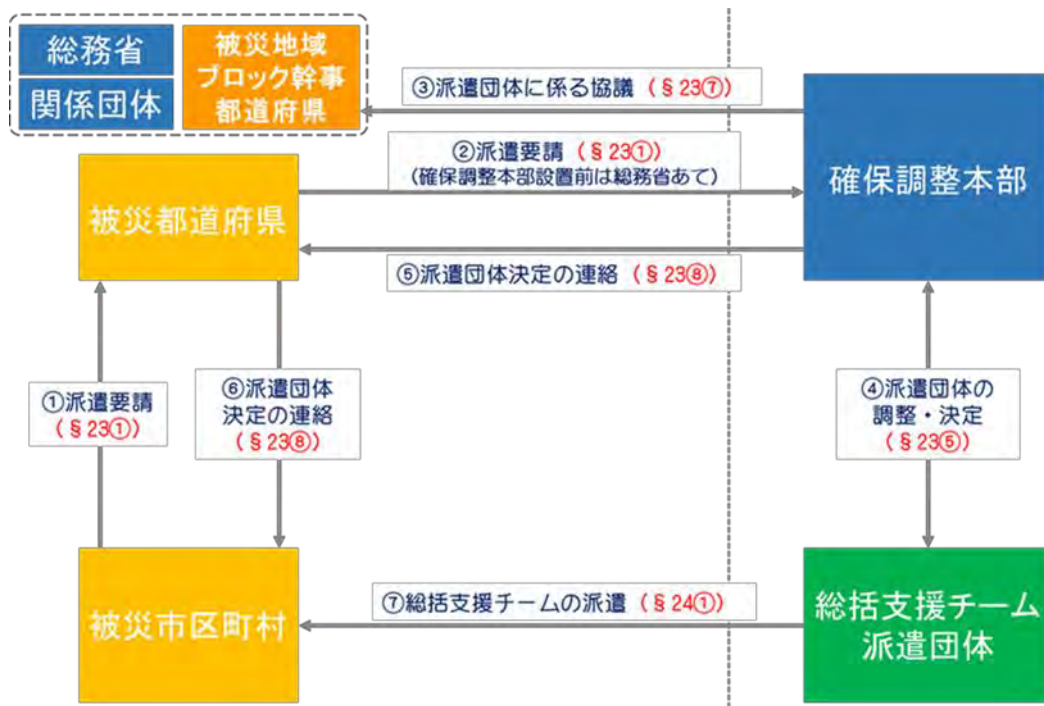 総務省
関係団体
被災地域
ブロック幹事
都道府県
③派遣団体に係る協議（§23⑦）
②派遣要請（§23①）
（確保調整本部設置前は総務省あて）
確保調整本部
被災都道府県
⑤派遣団体決定の連絡（§23⑧）
①派遣要請
（§23①）
⑥派遣団体
決定の連絡
（§23⑧）
④派遣団体の
調整・決定
（§23⑤）
被災市区町村
⑦総括支援チームの派遣（§24①）
総括支援チーム
派遣団体